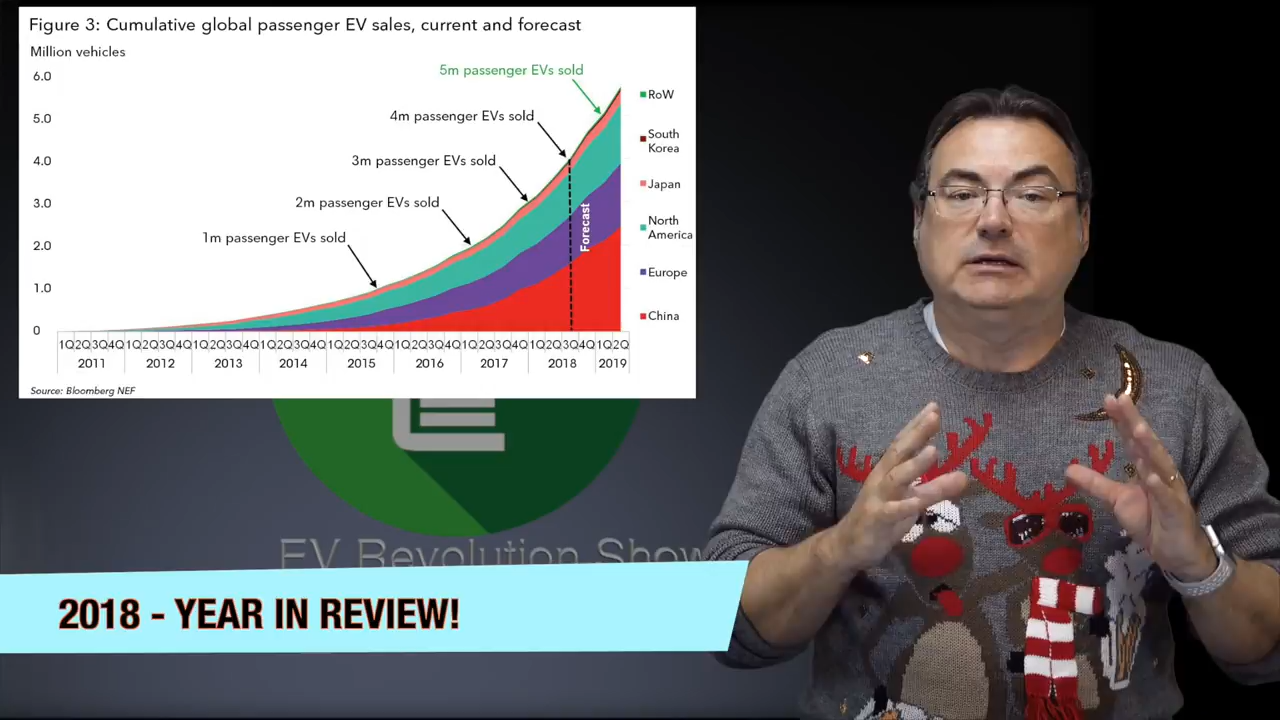 Figure 3: Cumulative global passenger EV sales, current and forecast
Million vehicles
6.0
5.0
4.0
3.0
2.0
1.0
0
5m passenger EVs sold
4m passenger EVs sold
3m passenger EVs sold
2m passenger EVs sold
1m passenger EVs sold
Forecast
RoW
South
Korea
Japan
North
America
Europe
China
1Q2Q3Q4Q1Q2Q3Q4Q1Q2Q3Q4Q1Q2Q3Q4Q1Q2Q3Q4Q1Q2Q3Q4Q1Q2Q3Q4Q1Q2Q3Q4Q1Q2Q
2011 2012 2013 2014 2015 2016 2017 2018 2019
Source: Bloomberg NEF
EV Revolution Show
2018 - YEAR IN REVIEW!